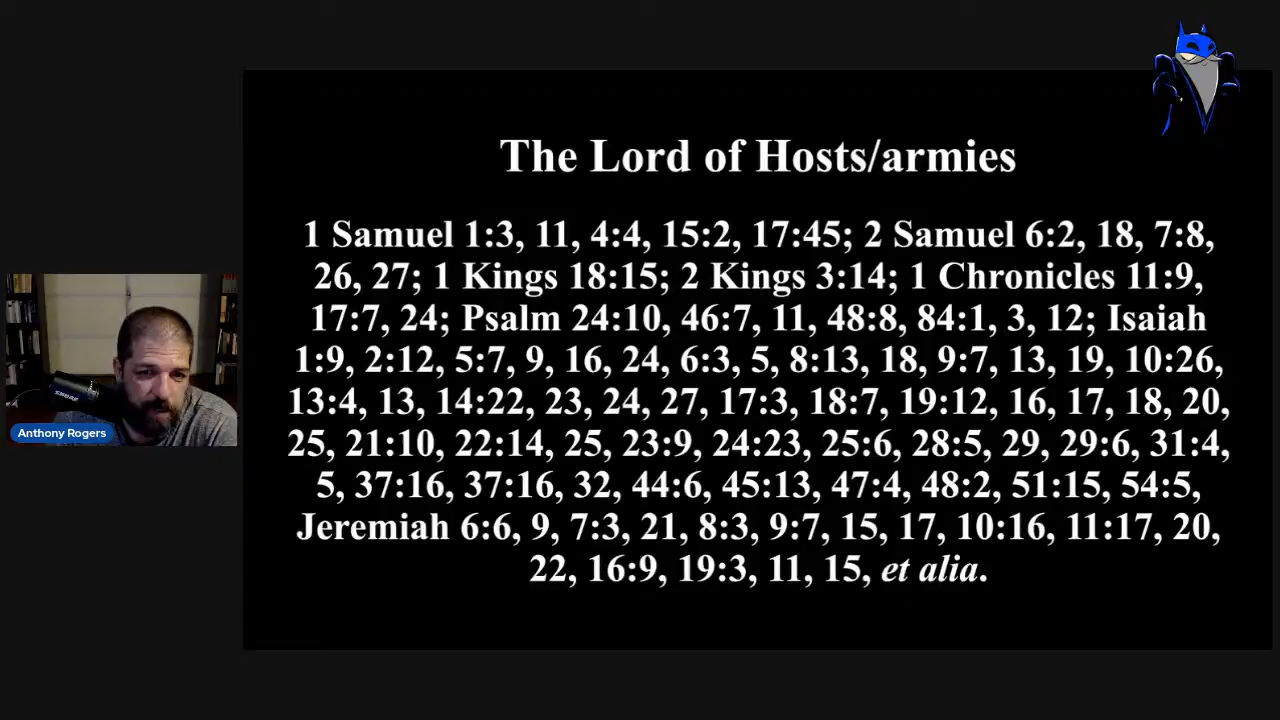 The Lord of Hosts/armies
1 Samuel 1:3, 11, 4:4, 15:2, 17:45; 2 Samuel 6:2, 18, 7:8,
26, 27; 1 Kings 18:15; 2 Kings 3:14; 1 Chronicles 11:9,
17:7, 24; Psalm 24:10, 46:7, 11, 48:8, 84:1, 3, 12; Isaiah
1:9, 2:12, 5:7, 9, 16, 24, 6:3, 5, 8:13, 18, 9:7, 13, 19, 10:26,
13:4, 13, 14:22, 23, 24, 27, 17:3, 18:7, 19:12, 16, 17, 18, 20,
25, 21:10, 22:14, 25, 23:9, 24:23, 25:6, 28:5, 29, 29:6, 31:4,
5, 37:16, 37:16, 32, 44:6, 45:13, 47:4, 48:2, 51:15, 54:5,
Jeremiah 6:6, 9, 7:3, 21, 8:3, 9:7, 15, 17, 10:16, 11:17, 20,
22, 16:9, 19:3, 11, 15, et alia.
SHURE
Anthony Rogers